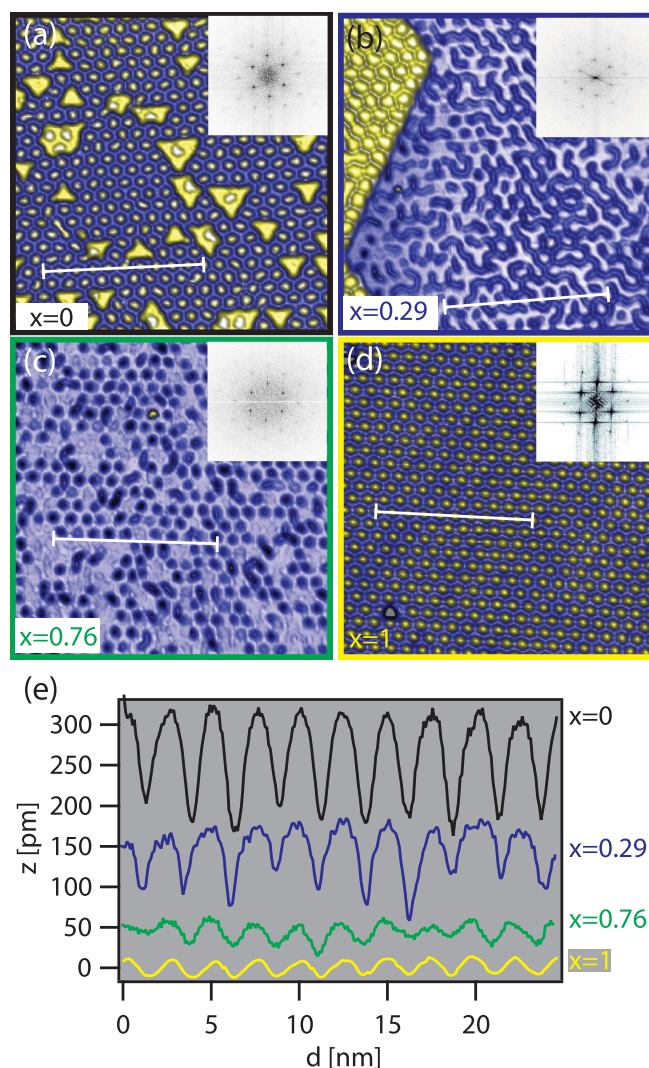 (a)
x=0
(b)
x=0.29
(c)
x=0.76
(d)
x=1
(e)
z [pm]
300
250
200
150
100
50
0
x=0
x=0.29
x=0.76
x=1
0 5 10 15 20
d [nm]